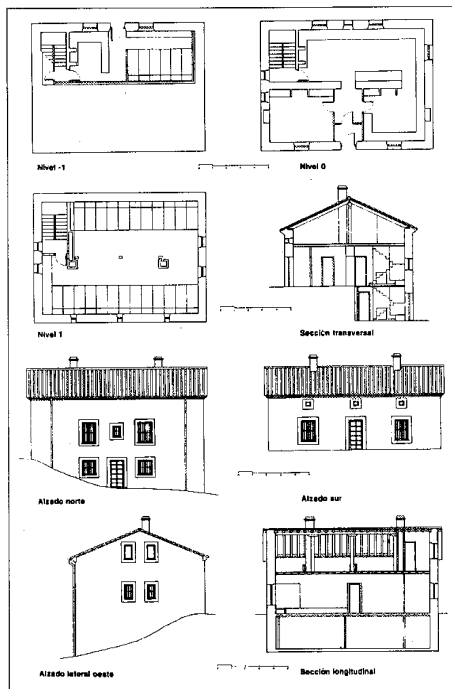 Nivel -1
Nivel 0
Nivel 1
Sección transversal
Alzado norte
Alzado sur
Alzado lateral oeste
Sección longitudinal